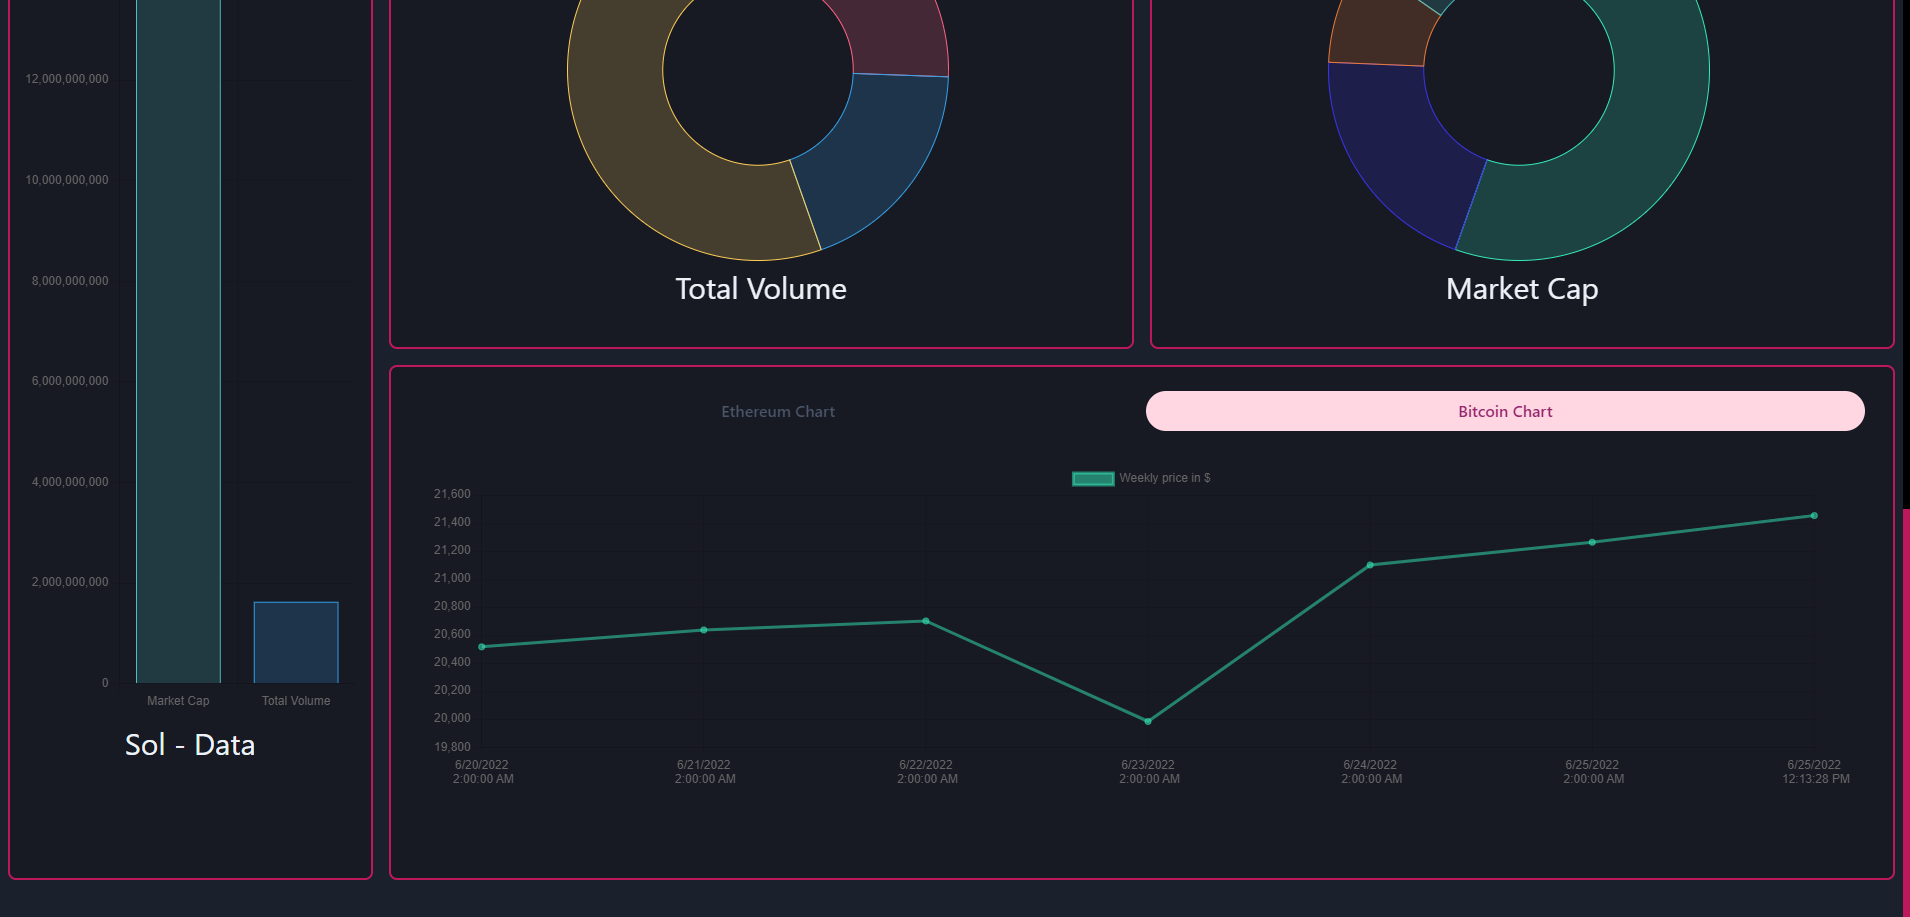 12,000,000,000
10,000,000,000
8,000,000,000
6,000,000,000
4,000,000,000
2,000,000,000
0
Market Cap Total Volume
Sol - Data
Total Volume
Market Cap
Ethereum Chart
Bitcoin Chart
Weekly price in $
21,600
21,400
21,200
21,000
20,800
20,600
20,400
20,200
20,000
19,800
6/20/2022 6/21/2022 6/22/2022 6/23/2022 6/24/2022 6/25/2022 6/25/2022
2:00:00 AM 2:00:00 AM 2:00:00 AM 2:00:00 AM 2:00:00 AM 2:00:00 AM 12:13:28 PM